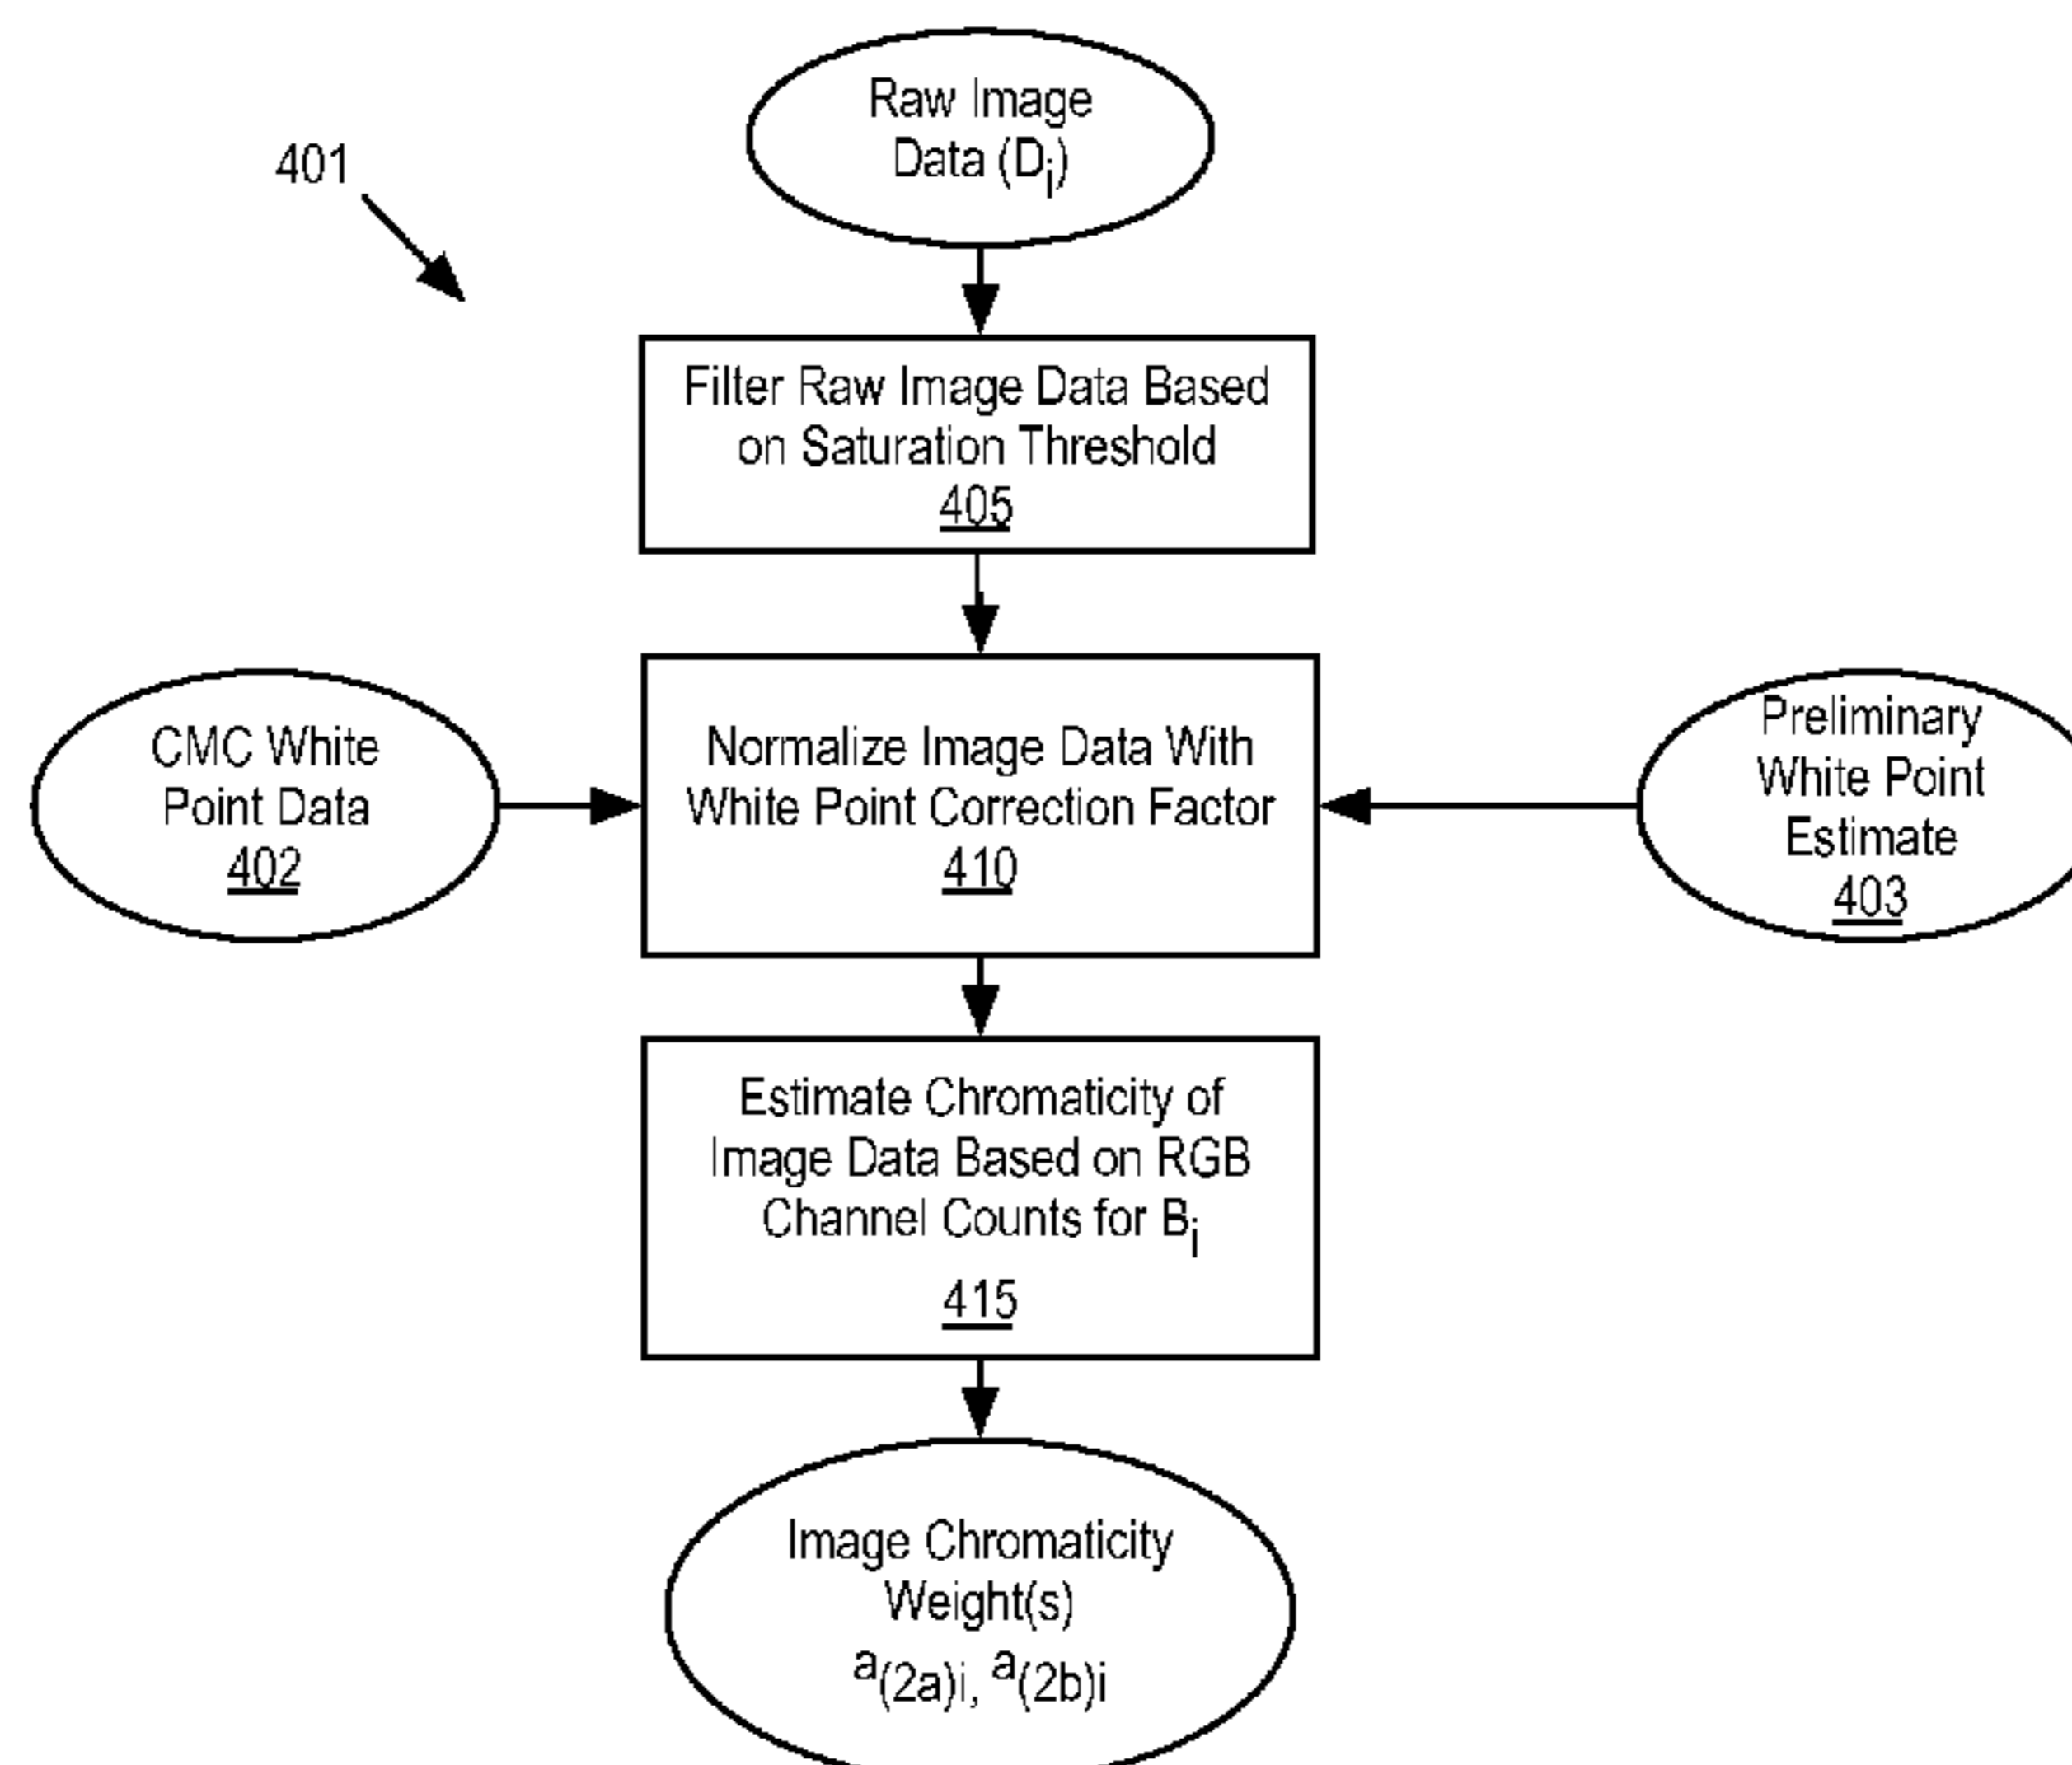 Raw Image
Data (Di)
401
Filter Raw Image Data Based
on Saturation Threshold
405
CMC White
Point Data
402
Normalize Image Data With
White Point Correction Factor
410
Preliminary
White Point
Estimate
403
Estimate Chromaticity of
Image Data Based on RGB
Channel Counts for Bi
415
Image Chromaticity
Weight(s)
a(2a)i, a(2b)i